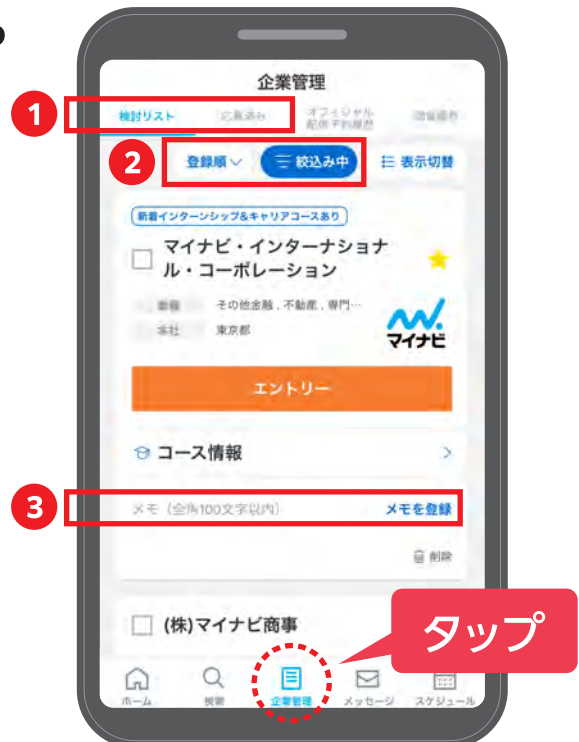 企業管理
1
検討リスト 応募済み オフィシャル
配信予約履歴
2
登録順 絞込み中 表示切替
新着インターンシップ&キャリアコースあり
マイナビ・インターナショナ
ル・コーポレーション
業種 その他金融 , 不動産 , 専門…
本社 東京都
マイナビ
エントリー
コース情報
3
メモ(全角100文字以内) メモを登録
削除
(株)マイナビ商事
タップ
ホーム 検索 企業管理 メッセージ スケジュール